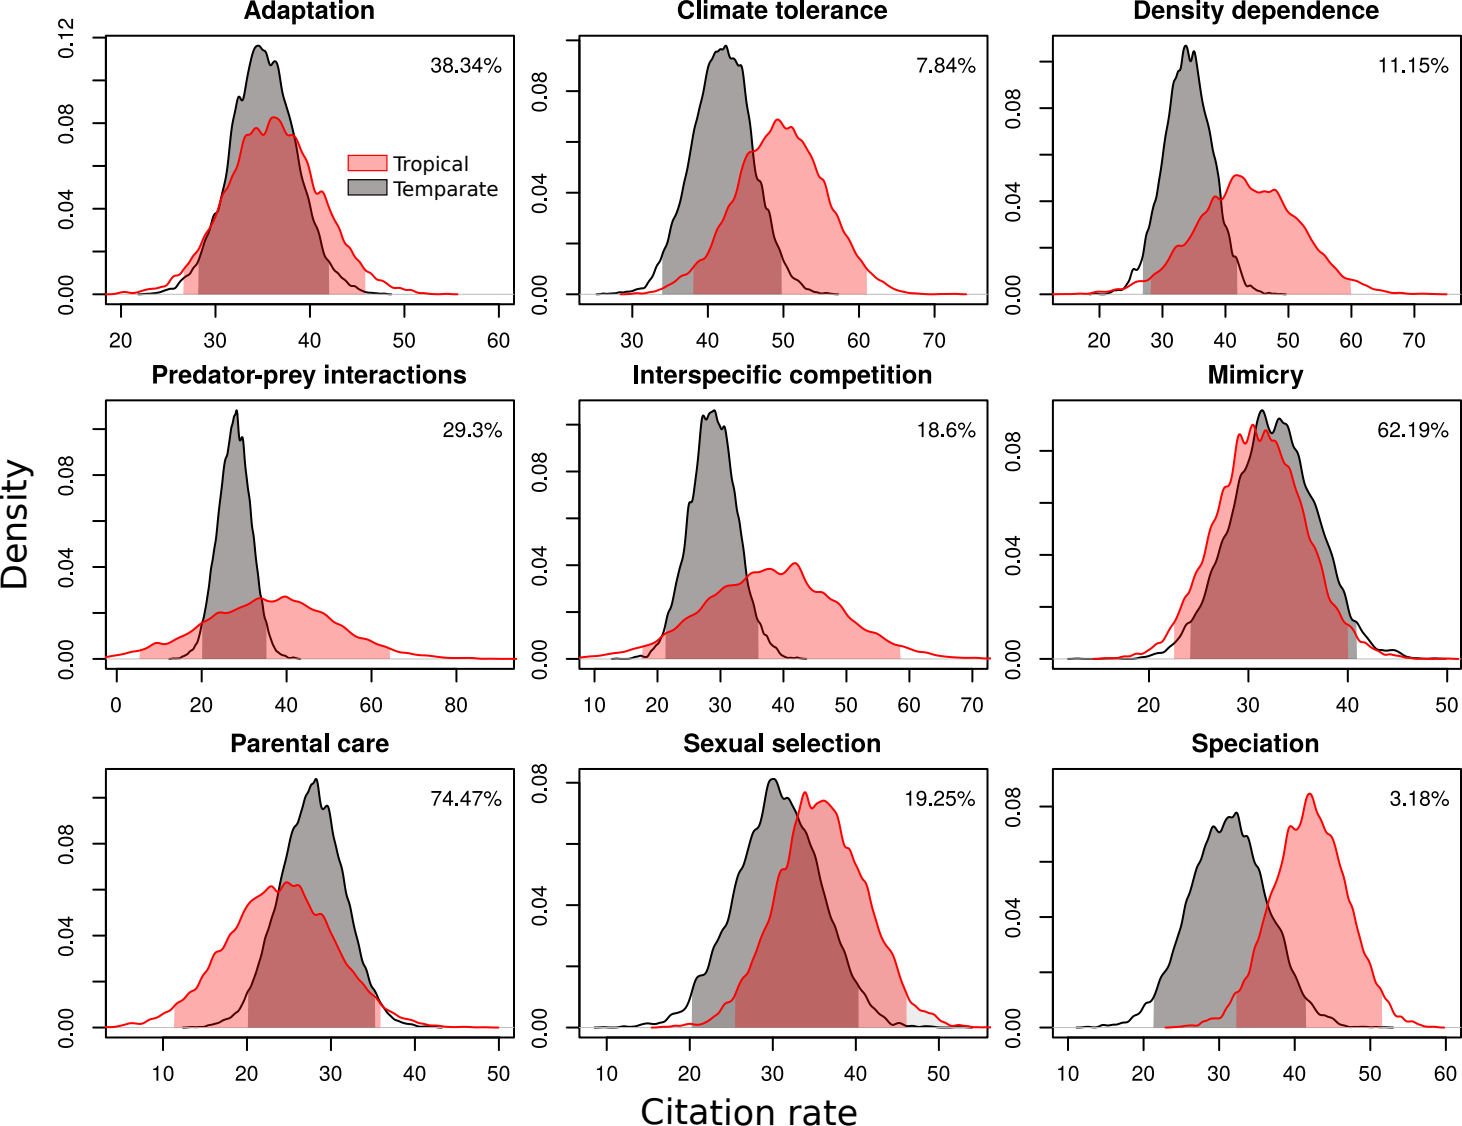 Adaptation Climate tolerance Density dependence
0.00 0.04 0.08 0.12
38.34%
Tropical
Temparate
20 30 40 50 60
0.00 0.04 0.08
7.84%
30 40 50 60 70
0.00 0.04 0.08
11.15%
20 30 40 50 60 70
Predator-prey interactions Interspecific competition Mimicry
Density
0.00 0.04 0.08
29.3%
0 20 40 60 80
0.00 0.04 0.08
18.6%
10 20 30 40 50 60 70
0.00 0.04 0.08
62.19%
20 30 40 50
Parental care Sexual selection Speciation
0.00 0.04 0.08
74.47%
10 20 30 40 50
0.00 0.04 0.08
19.25%
10 20 30 40 50
0.00 0.04 0.08
3.18%
10 20 30 40 50 60
Citation rate